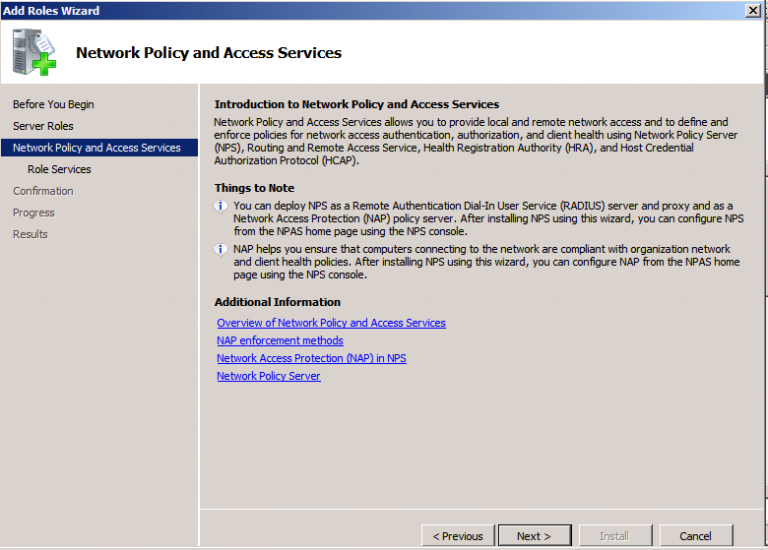 Add Roles Wizard
Network Policy and Access Services
Before You Begin
Server Roles
Network Policy and Access Services
Role Services
Confirmation
Progress
Results
Introduction to Network Policy and Access Services
Network Policy and Access Services allows you to provide local and remote network access and to define and
enforce policies for network access authentication, authorization, and client health using Network Policy Server
(NPS), Routing and Remote Access Service, Health Registration Authority (HRA), and Host Credential
Authorization Protocol (HCAP).
Things to Note
You can deploy NPS as a Remote Authentication Dial-In User Service (RADIUS) server and proxy and as a
Network Access Protection (NAP) policy server. After installing NPS using this wizard, you can configure NPS
from the NPAS home page using the NPS console.
NAP helps you ensure that computers connecting to the network are compliant with organization network
and client health policies. After installing NPS using this wizard, you can configure NAP from the NPAS home
page using the NPS console.
Additional Information
Overview of Network Policy and Access Services
NAP enforcement methods
Network Access Protection (NAP) in NPS
Network Policy Server
< Previous
Next >
Install
Cancel